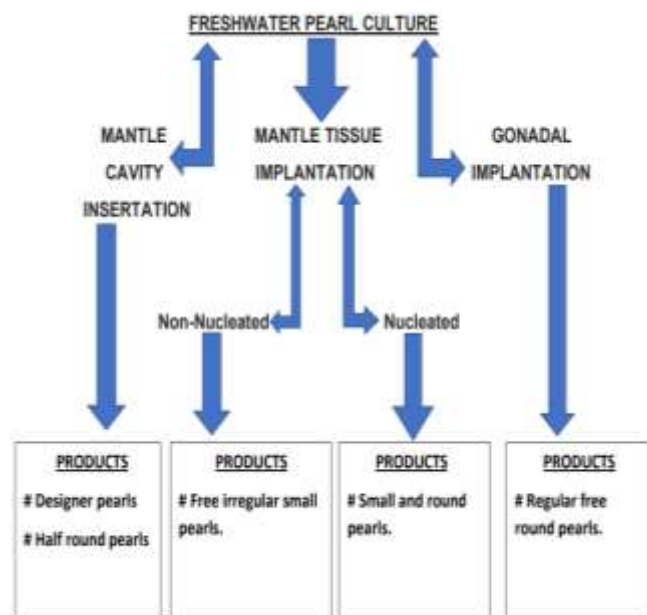 FRESHWATER PEARL CULTURE
MANTLE
CAVITY
INSERTATION
MANTLE TISSUE
IMPLANTATION
GONADAL
IMPLANTATION
Non-Nucleated
Nucleated
PRODUCTS
# Designer pearls
# Half round pearls
PRODUCTS
# Free irregular small
pearls.
PRODUCTS
# Small and round
pearls.
PRODUCTS
# Regular free
round pearls.